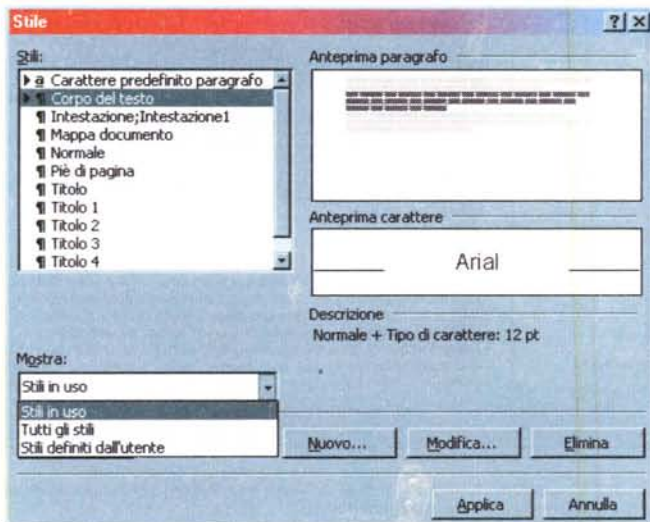 Stile
Stili:
a Carattere predefinito paragrafo
¶ Corpo del testo
¶ Intestazione;Intestazione1
¶ Mappa documento
¶ Normale
¶ Piè di pagina
¶ Titolo
¶ Titolo 1
¶ Titolo 2
¶ Titolo 3
¶ Titolo 4
Anteprima paragrafo
Anteprima carattere
Arial
Descrizione
Normale + Tipo di carattere: 12 pt
Mostra:
Stili in uso
Stili in uso
Tutti gli stili
Stili definiti dall'utente
Nuovo...
Modifica...
Elimina
Applica
Annulla